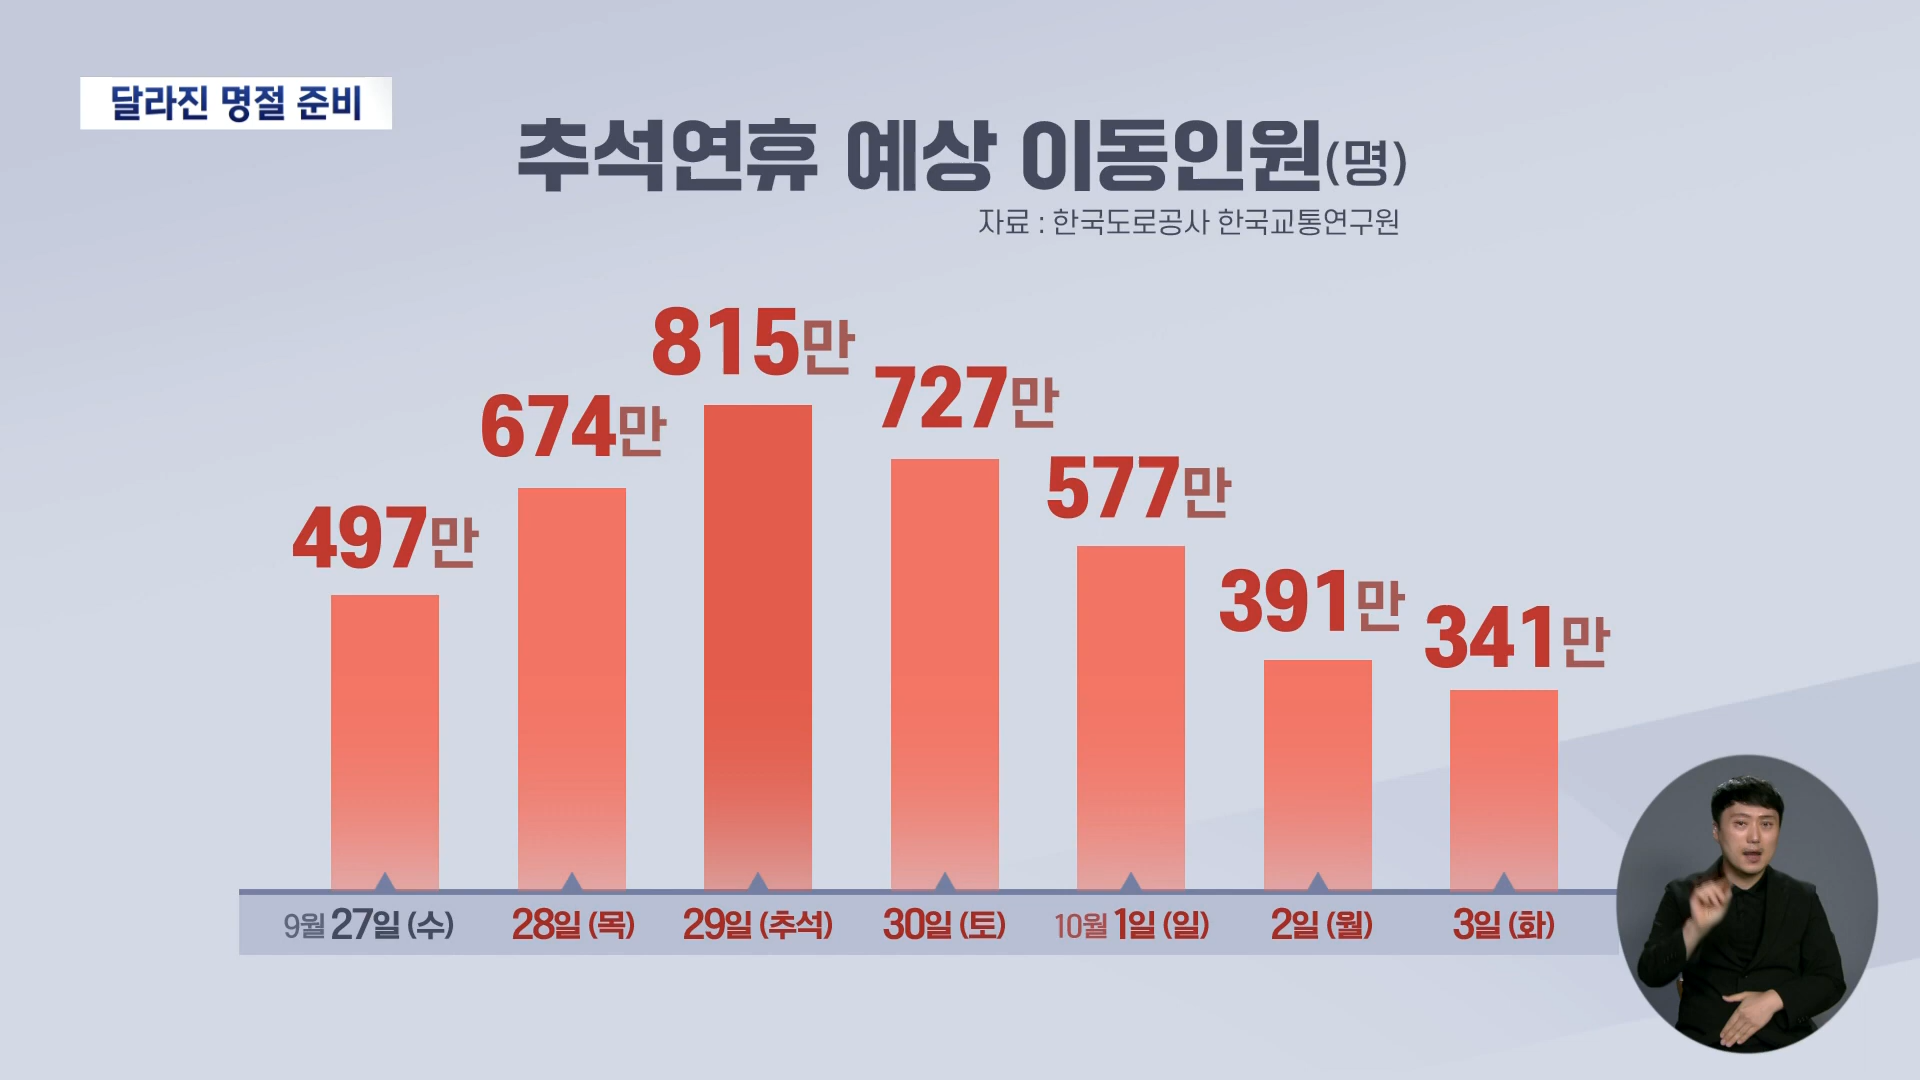 달라진 명절 준비
추석연휴 예상 이동인원(명)
자료 : 한국도로공사 한국교통연구원
497만
674만
815만
727만
577만
391만
341만
9월 27일 (수)
28일 (목)
29일 (추석)
30일 (토)
10월 1일 (일)
2일 (월)
3일 (화)